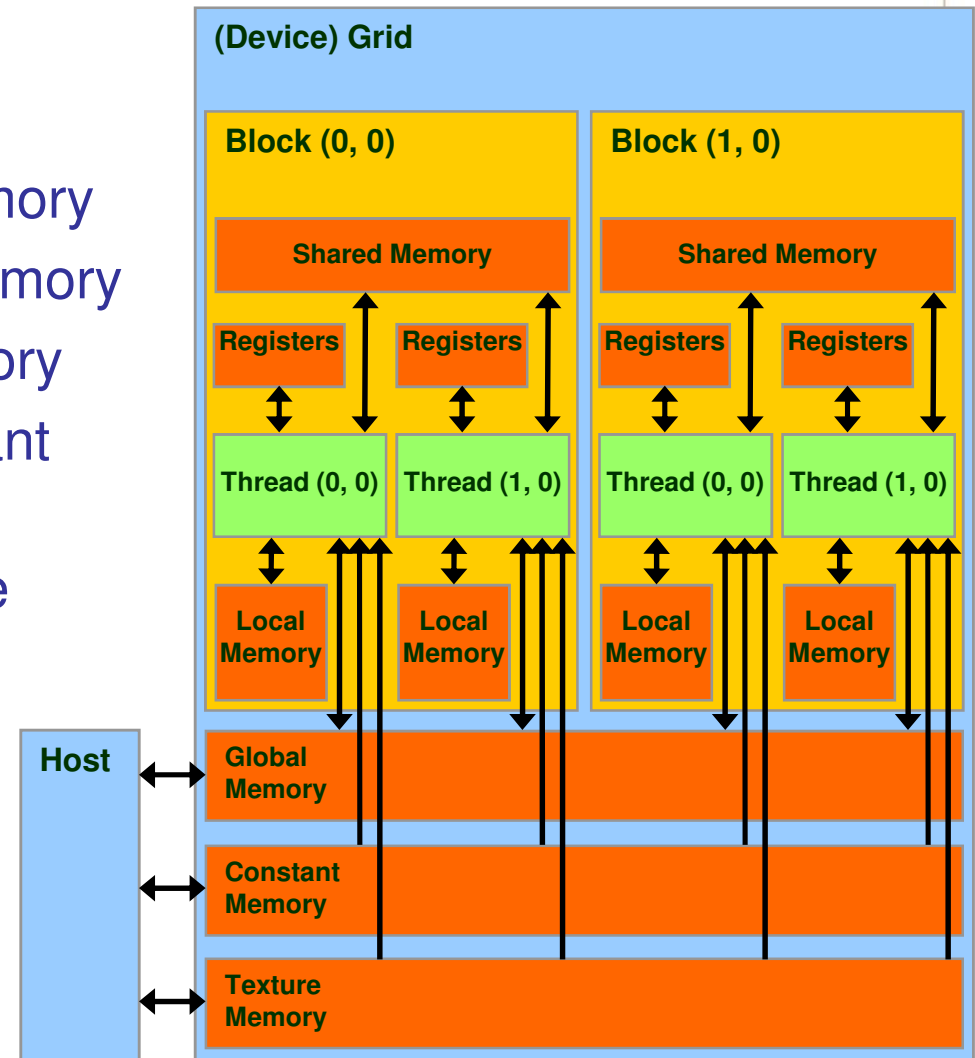 (Device) Grid
Block (0, 0)
Block (1, 0)
Shared Memory
Shared Memory
Registers
Registers
Registers
Registers
Thread (0, 0)
Thread (1, 0)
Thread (0, 0)
Thread (1, 0)
Local
Memory
Local
Memory
Local
Memory
Local
Memory
Host
Global
Memory
Constant
Memory
Texture
Memory